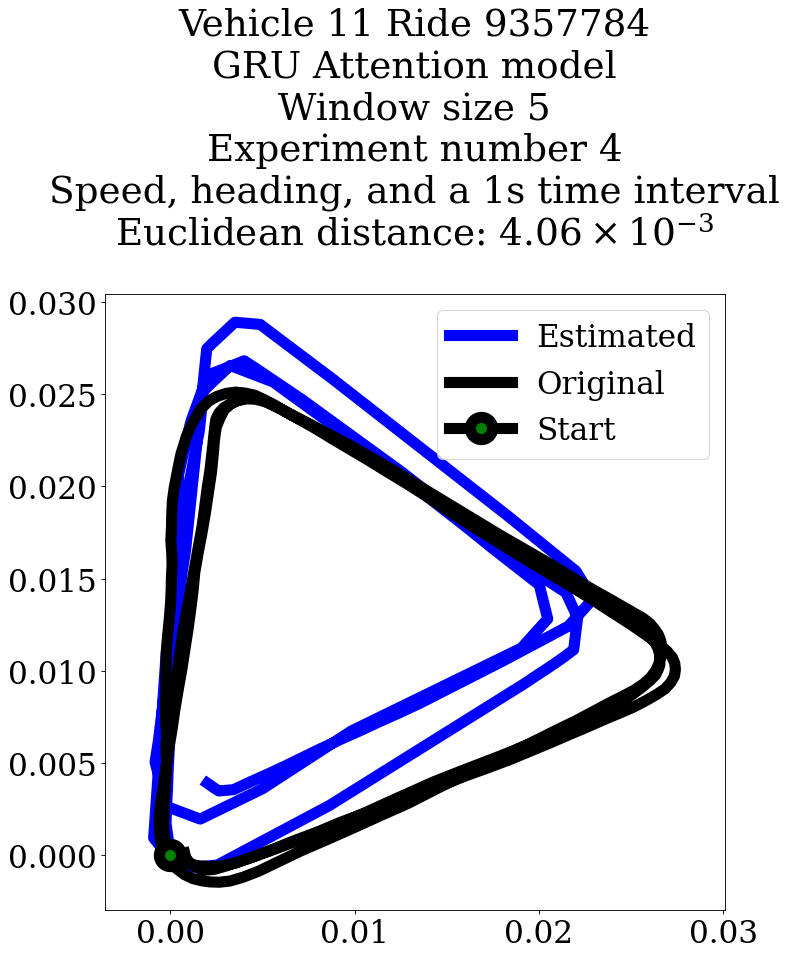 Vehicle 11 Ride 9357784
GRU Attention model
Window size 5
Experiment number 4
Speed, heading, and a 1s time interval
Euclidean distance: 4.06 × 10⁻³
0.030
0.025
0.020
0.015
0.010
0.005
0.000
Estimated
Original
Start
0.00 0.01 0.02 0.03